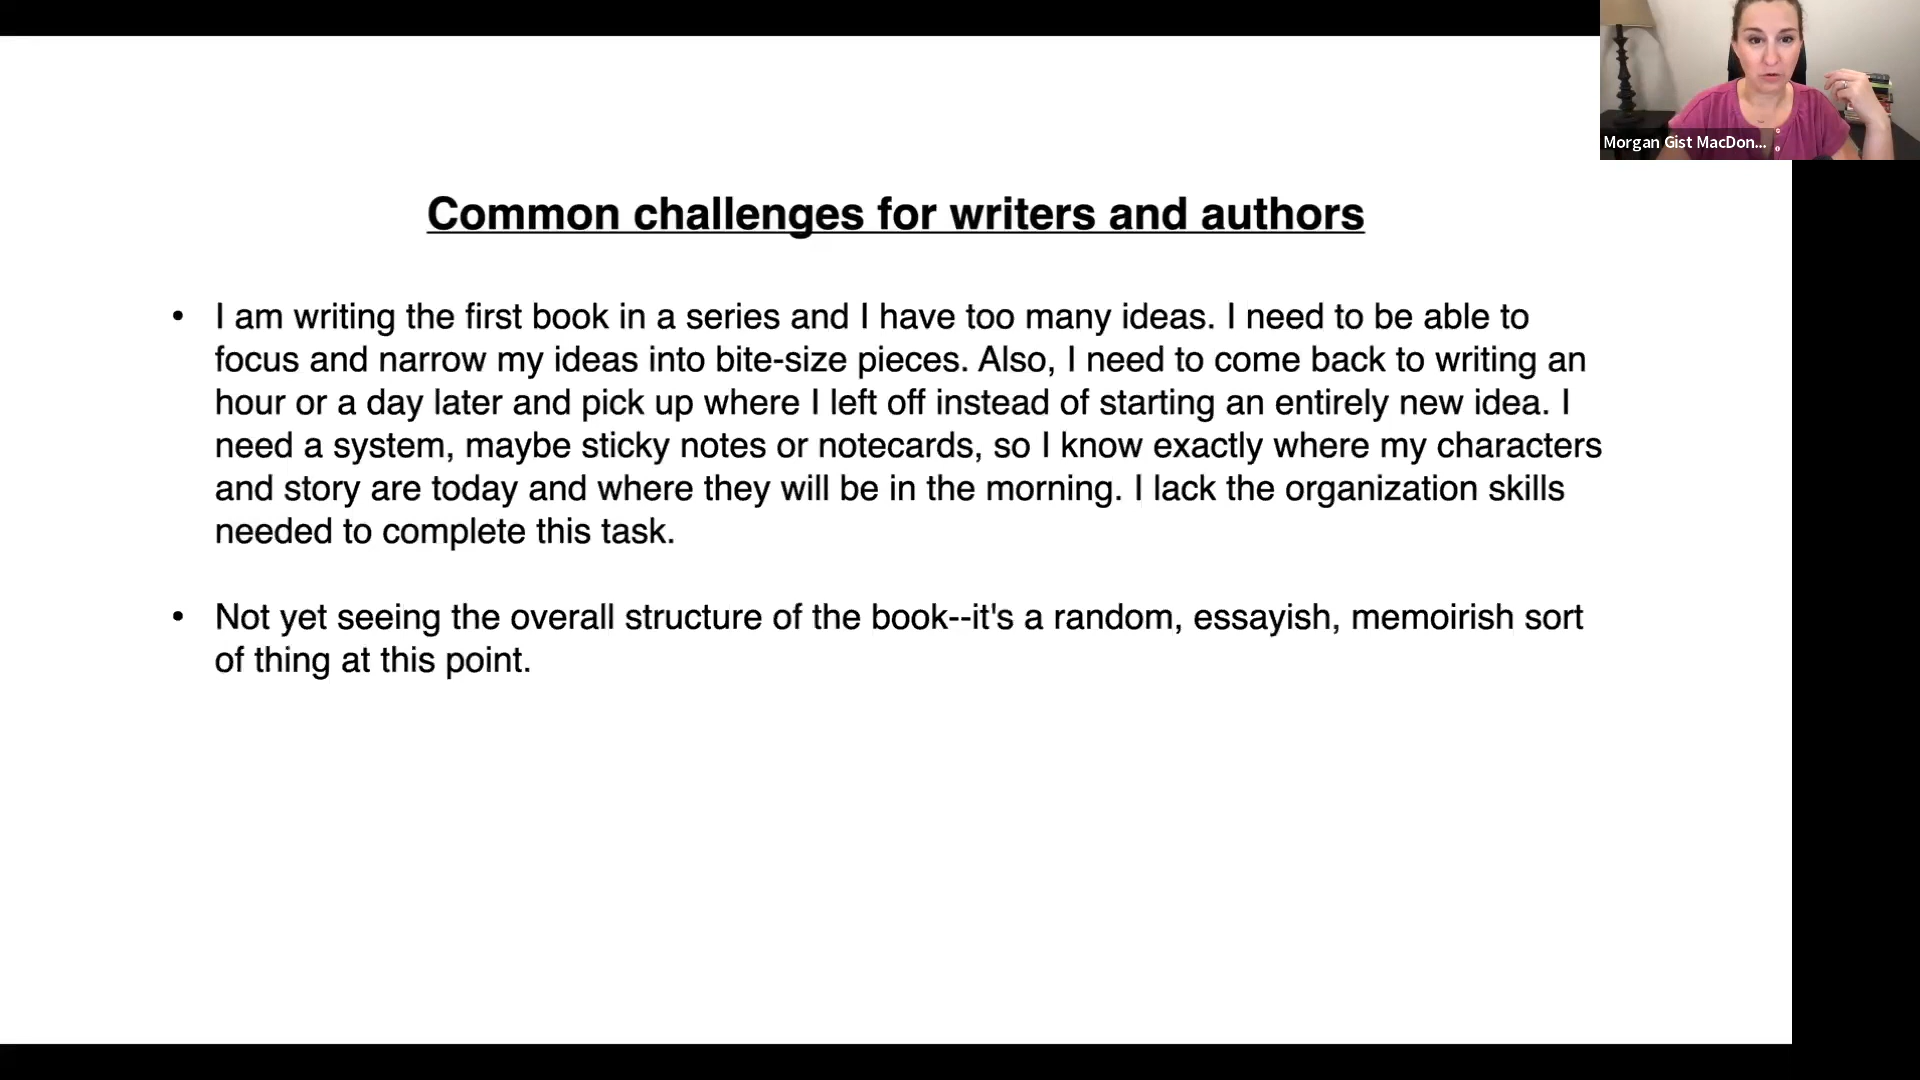 Morgan Gist MacDon...
Common challenges for writers and authors
• I am writing the first book in a series and I have too many ideas. I need to be able to
focus and narrow my ideas into bite-size pieces. Also, I need to come back to writing an
hour or a day later and pick up where I left off instead of starting an entirely new idea. I
need a system, maybe sticky notes or notecards, so I know exactly where my characters
and story are today and where they will be in the morning. I lack the organization skills
needed to complete this task.
• Not yet seeing the overall structure of the book--it's a random, essayish, memoirish sort
of thing at this point.